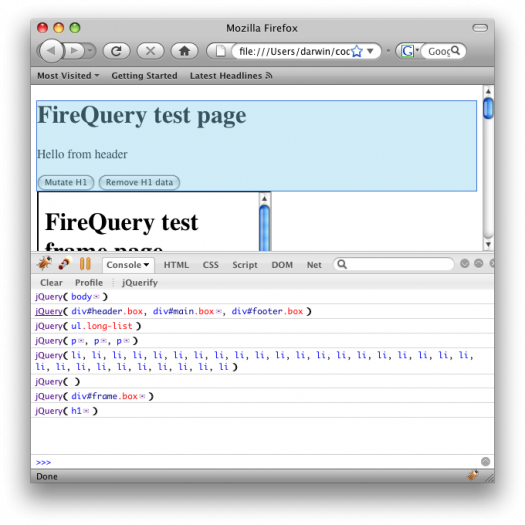 Mozilla Firefox
file:///Users/darwin/coc
Goog
Most Visited Getting Started Latest Headlines
FireQuery test page
Hello from header
Mutate H1 Remove H1 data
FireQuery test
frame page
Console HTML CSS Script DOM Net
Clear Profile jQuerify
jQuery( body )
jQuery( div#header.box, div#main.box, div#footer.box )
jQuery( ul.long-list )
jQuery( p, p, p )
jQuery( li, li, li, li, li, li, li, li, li, li, li, li, li, li, li, li, li, li, li, li,
li, li, li, li, li, li, li, li, li, li )
jQuery( )
jQuery( div#frame.box )
jQuery( h1 )
>>>
Done